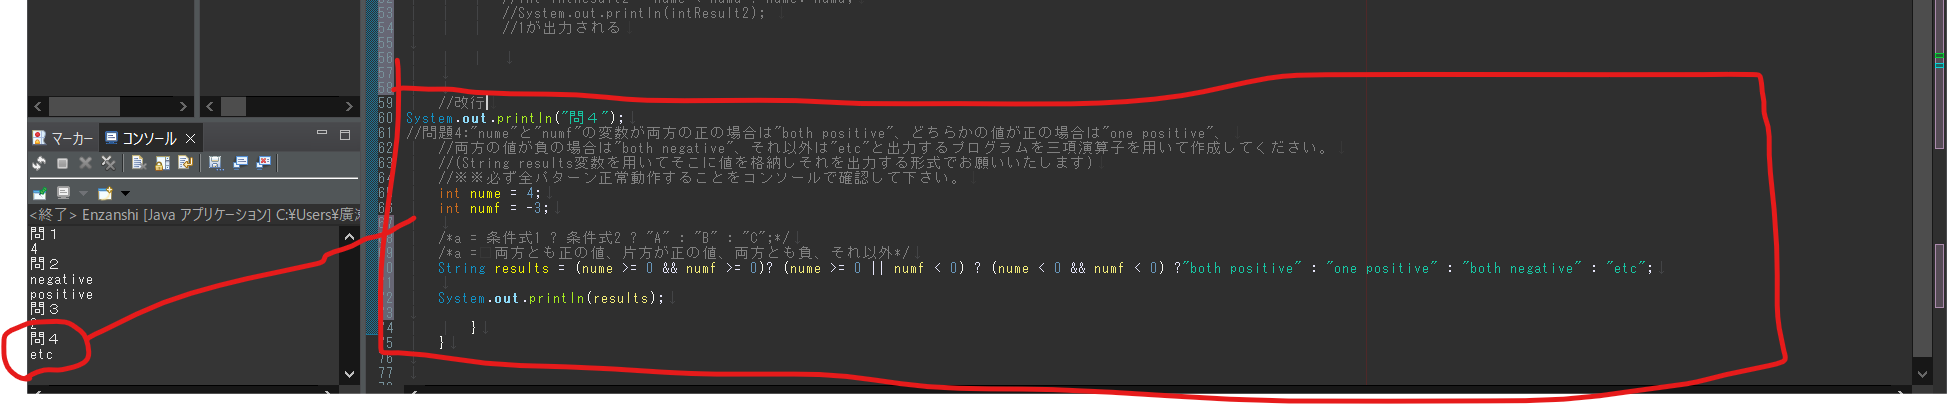 53 //System.out.println(intResult2);
54 //1が出力される
55
56
57
58
59 //改行
60 System.out.println("問４");
61 //問題4:"nume"と"numf"の変数が両方の正の場合は"both positive"、どちらかの値が正の場合は"one positive"、
62 //両方の値が負の場合は"both negative"、それ以外は"etc"と出力するプログラムを三項演算子を用いて作成してください。
63 //(String results変数を用いてそこに値を格納しそれを出力する形式でお願いいたします)
64 //※※必ず全パターン正常動作することをコンソールで確認して下さい。
int nume = 4;
int numf = -3;
/*a = 条件式1 ? 条件式2 ? "A" : "B" : "C";*/
/*a = 両方とも正の値、片方が正の値、両方とも負、それ以外*/
String results = (nume >= 0 && numf >= 0)? (nume >= 0 || numf < 0) ? (nume < 0 && numf < 0) ?"both positive" : "one positive" : "both negative" : "etc";
System.out.println(results);
74 }
75 }
76
77
マーカー コンソール
<終了> Enzanshi [Java アプリケーション] C:¥Users¥廣
問１
4
問２
negative
positive
問３
2
問４
etc